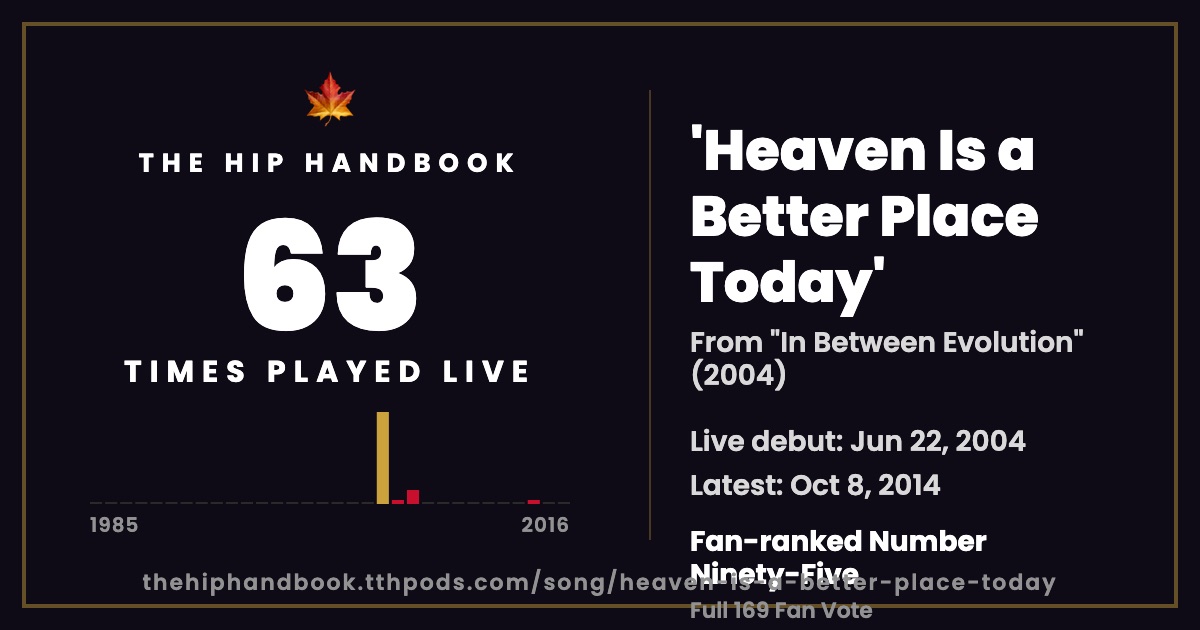 THE HIP HANDBOOK
63
TIMES PLAYED LIVE
1985
2016
'Heaven Is a
Better Place
Today'
From "In Between Evolution"
(2004)
Live debut: Jun 22, 2004
Latest: Oct 8, 2014
Fan-ranked Number
Ninety-Five
thehiphandbook.tthpods.com/song/heaven-is-a-better-place-today
Full 169 Fan Vote